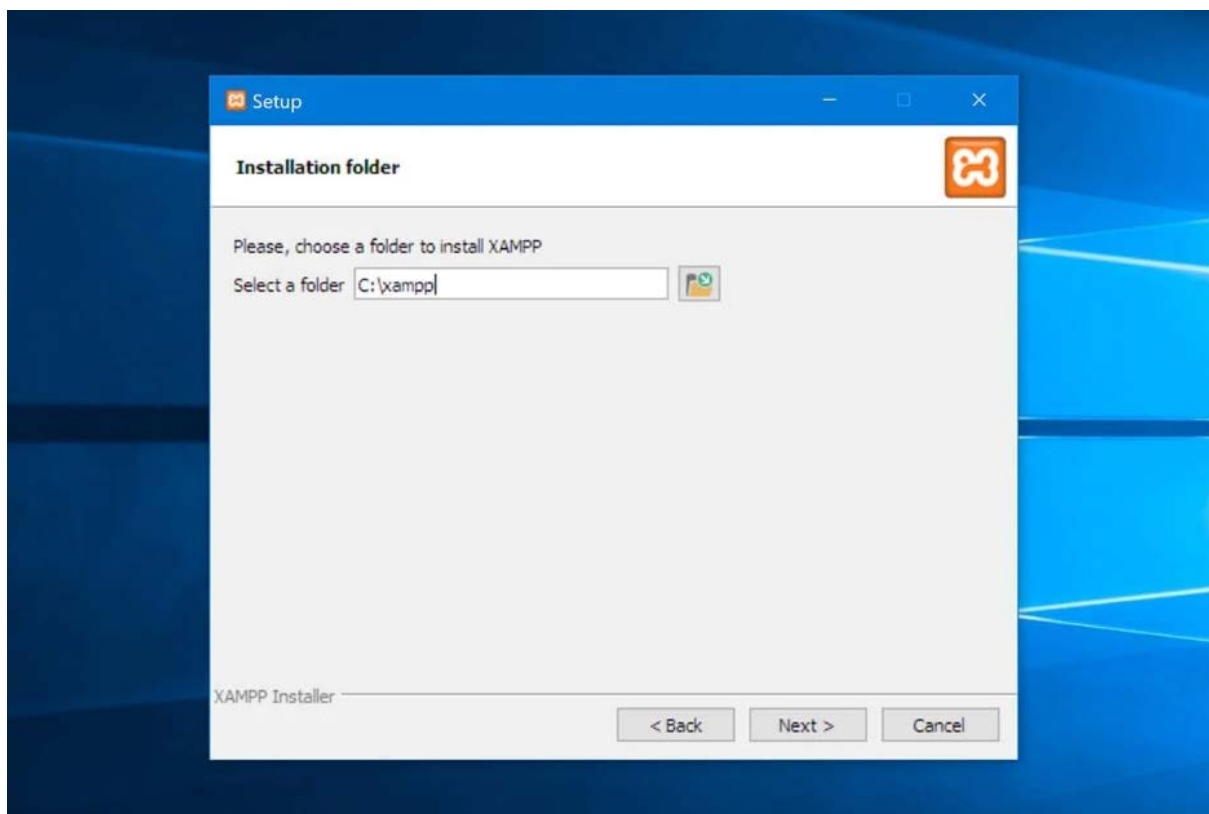 Setup
Installation folder
Please, choose a folder to install XAMPP
Select a folder C:\xampp
XAMPP Installer
< Back Next > Cancel